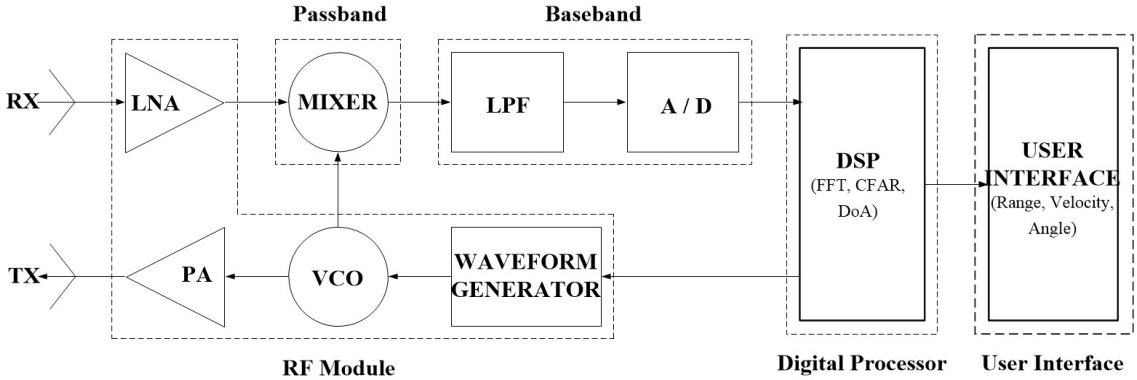 Passband
Baseband
RX
LNA
MIXER
LPF
A / D
DSP
(FFT, CFAR,
DoA)
USER
INTERFACE
(Range, Velocity,
Angle)
TX
PA
VCO
WAVEFORM
GENERATOR
RF Module
Digital Processor
User Interface